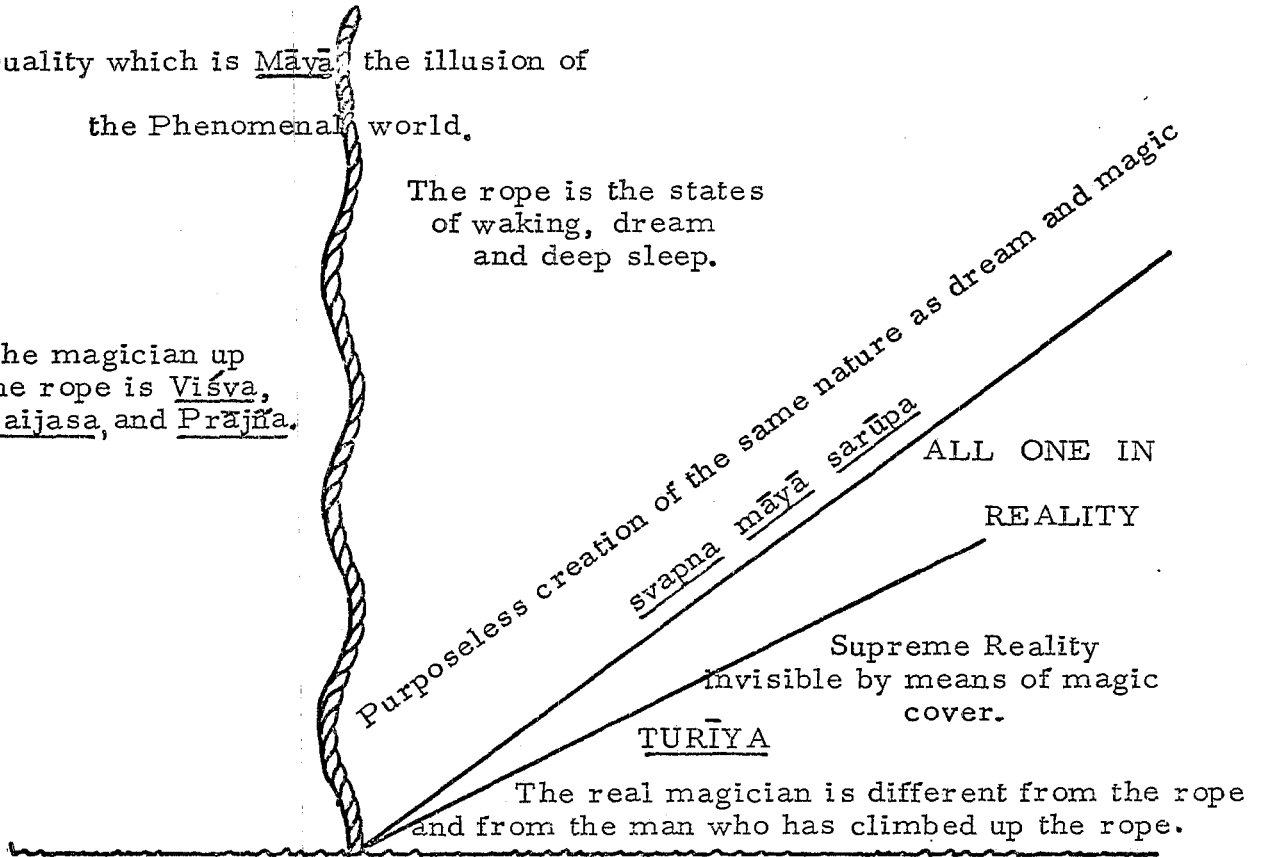 uality which is Māyā the illusion of
the Phenomenal world.
The rope is the states
of waking, dream
and deep sleep.
he magician up
e rope is Viśva,
aijasa, and Prājña.
Purposeless creation of the same nature as dream and magic
svapna māyā sarūpa
ALL ONE IN
REALITY
Supreme Reality
invisible by means of magic
cover.
TURĪYA
The real magician is different from the rope
and from the man who has climbed up the rope.